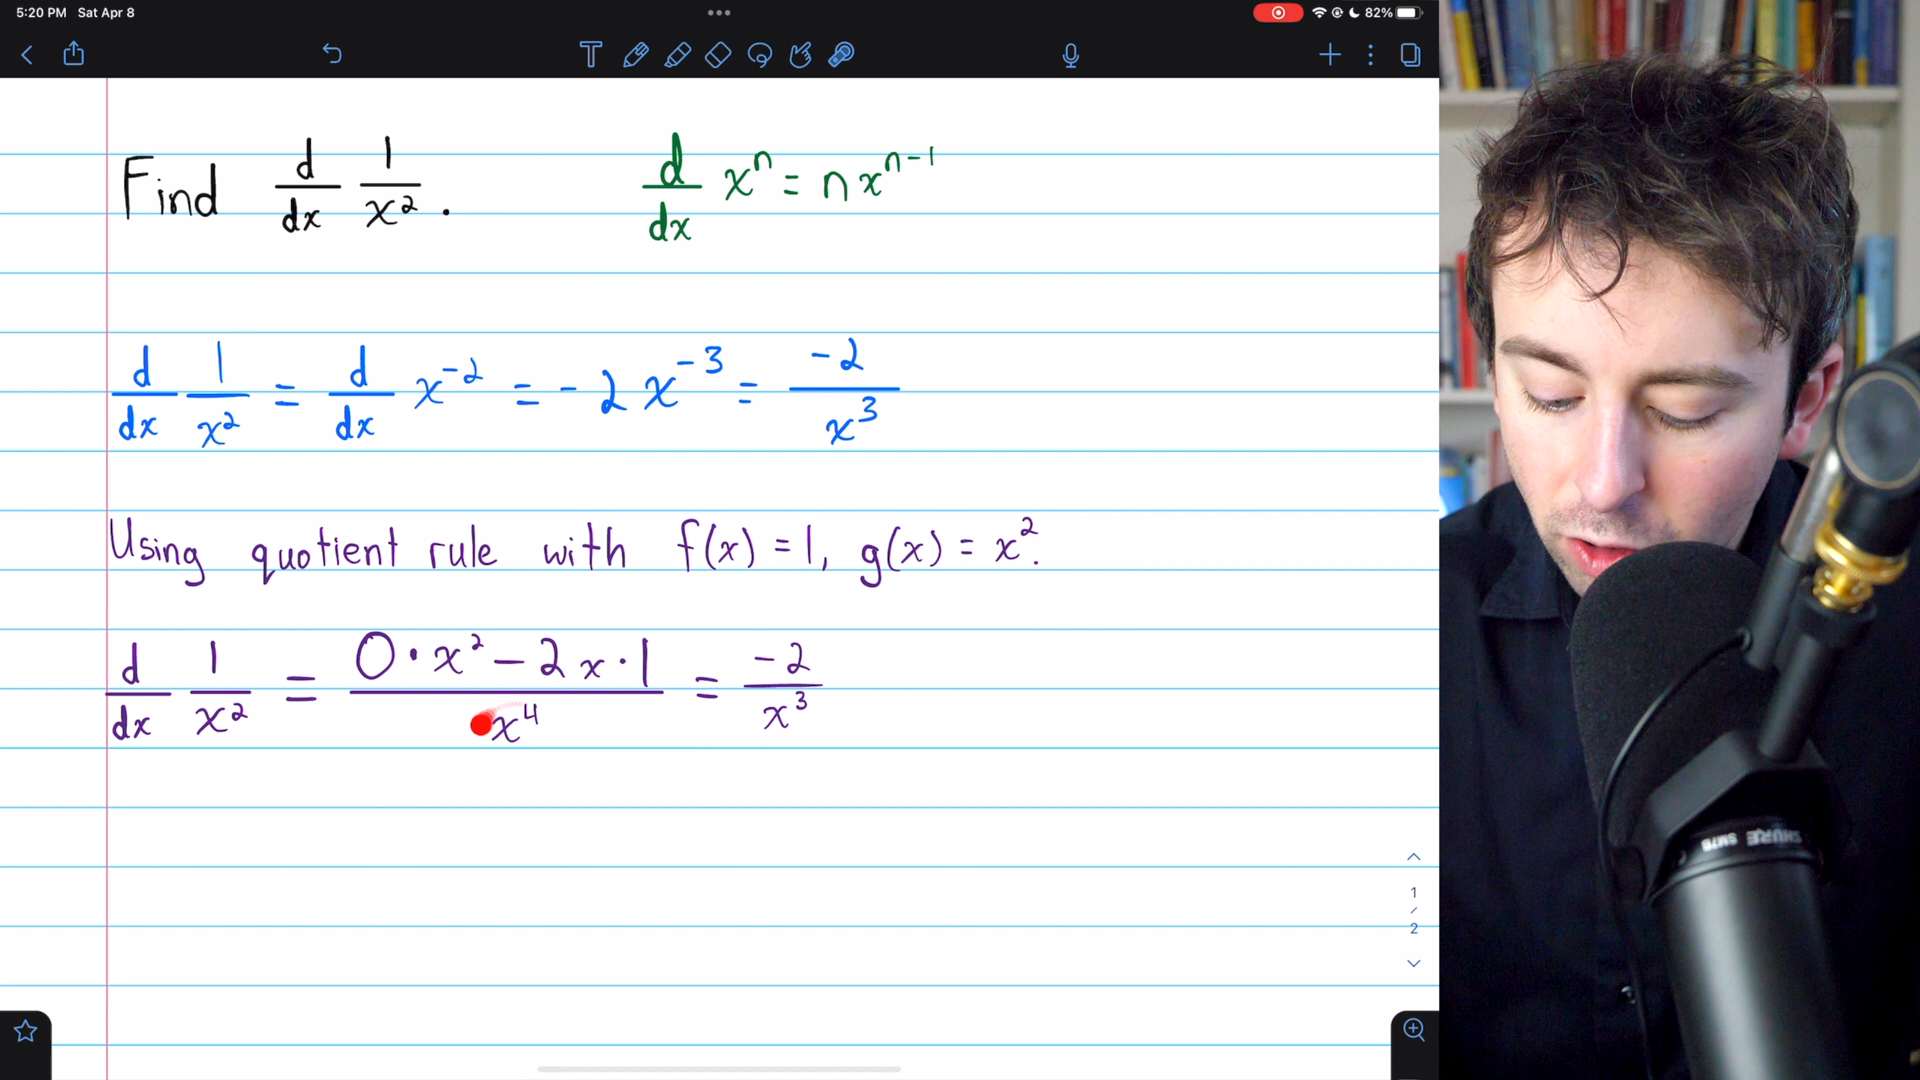 5:20 PM Sat Apr 8
82%
Find d/dx 1/x². d/dx xⁿ = nxⁿ⁻¹
d/dx 1/x² = d/dx x⁻² = -2x⁻³ = -2/x³
Using quotient rule with f(x) = 1, g(x) = x².
d/dx 1/x² = 0·x² - 2x·1/x⁴ = -2/x³
SHURE SM7B
1
/
2